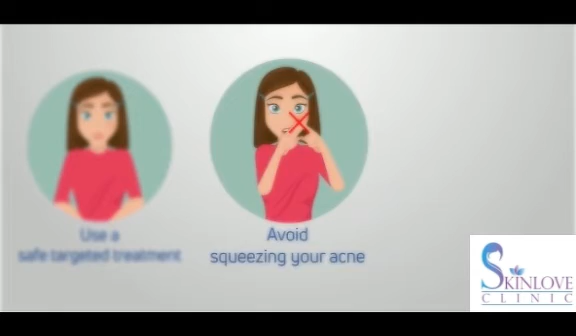 Use a
safe targeted treatment
Avoid
squeezing your acne
SKINLOVE
CLINIC